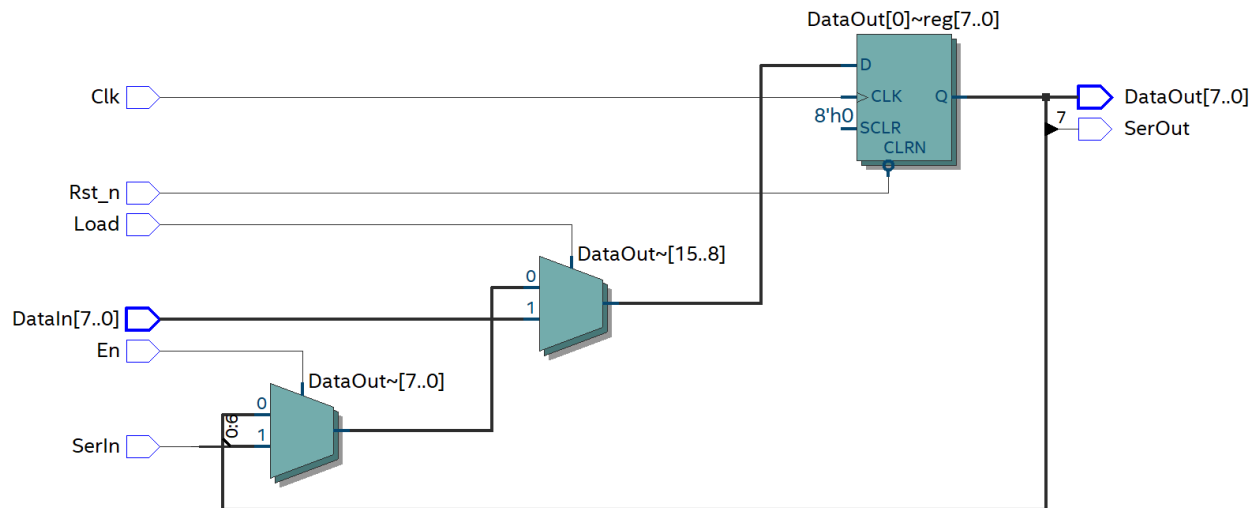 DataOut[0]~reg[7..0]
D
Clk
CLK
Q
DataOut[7..0]
8'h0
SCLR
7
SerOut
CLRN
Rst_n
Load
DataOut~[15..8]
0
1
DataIn[7..0]
En
DataOut~[7..0]
0
0:6
1
SerIn